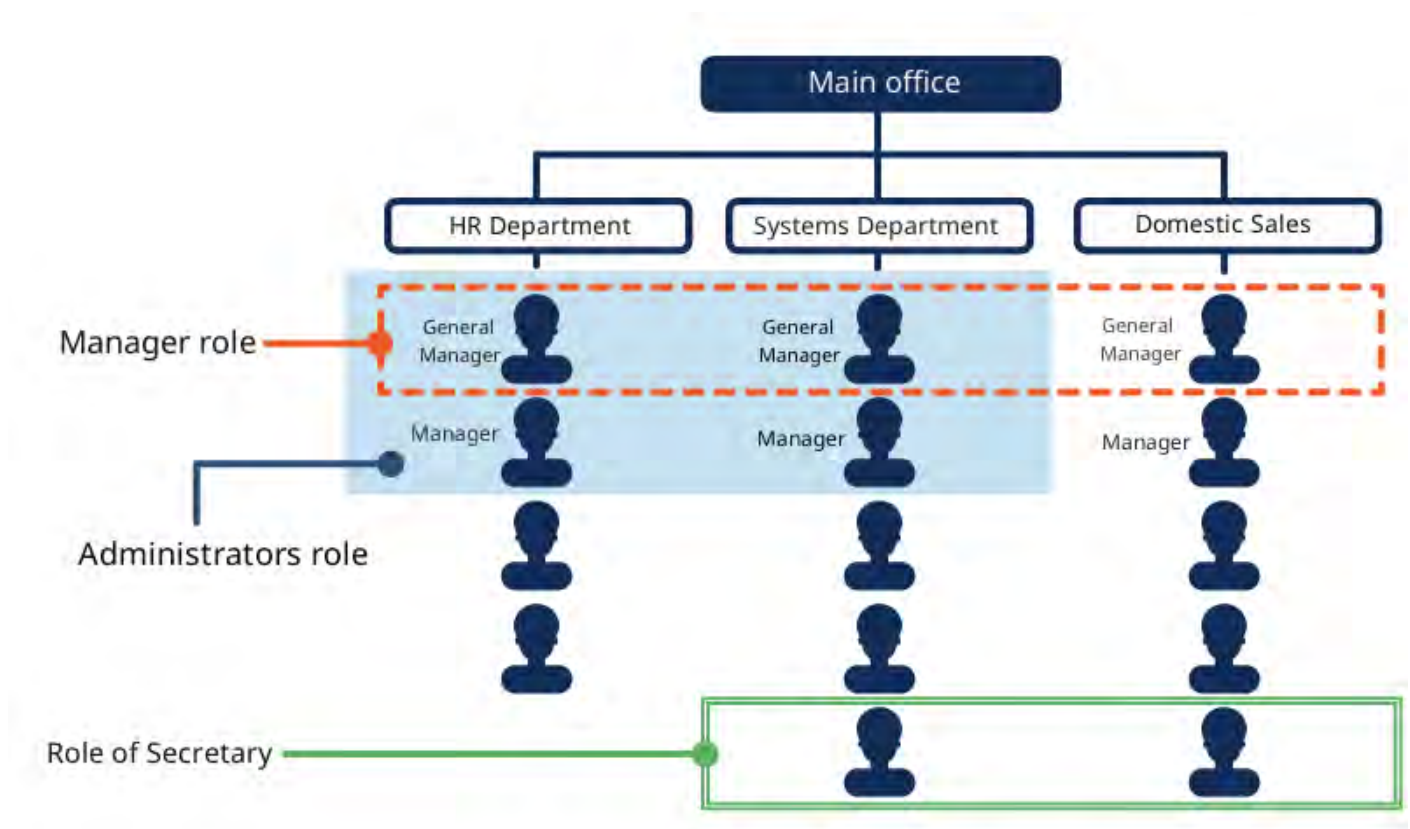 Main office
HR Department
Systems Department
Domestic Sales
Manager role
General
Manager
General
Manager
General
Manager
Manager
Manager
Manager
Administrators role
Role of Secretary